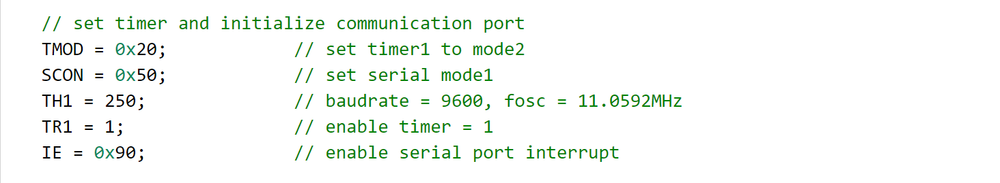 // set timer and initialize communication port
TMOD = 0x20;            // set timer1 to mode2
SCON = 0x50;            // set serial mode1
TH1 = 250;              // baudrate = 9600, fosc = 11.0592MHz
TR1 = 1;                // enable timer = 1
IE = 0x90;              // enable serial port interrupt